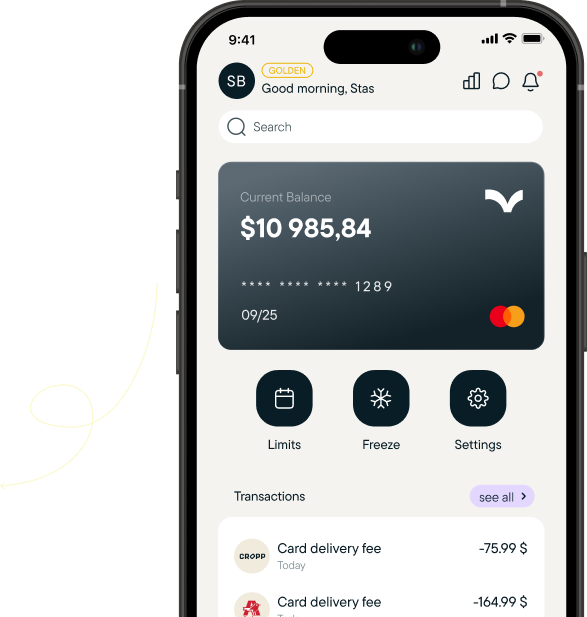 9:41
SB
GOLDEN
Good morning, Stas
Search
Current Balance
$10 985,84
**** **** **** 1289
09/25
Limits
Freeze
Settings
Transactions
see all
CROPP
Card delivery fee
-75.99 $
Today
Card delivery fee
-164.99 $